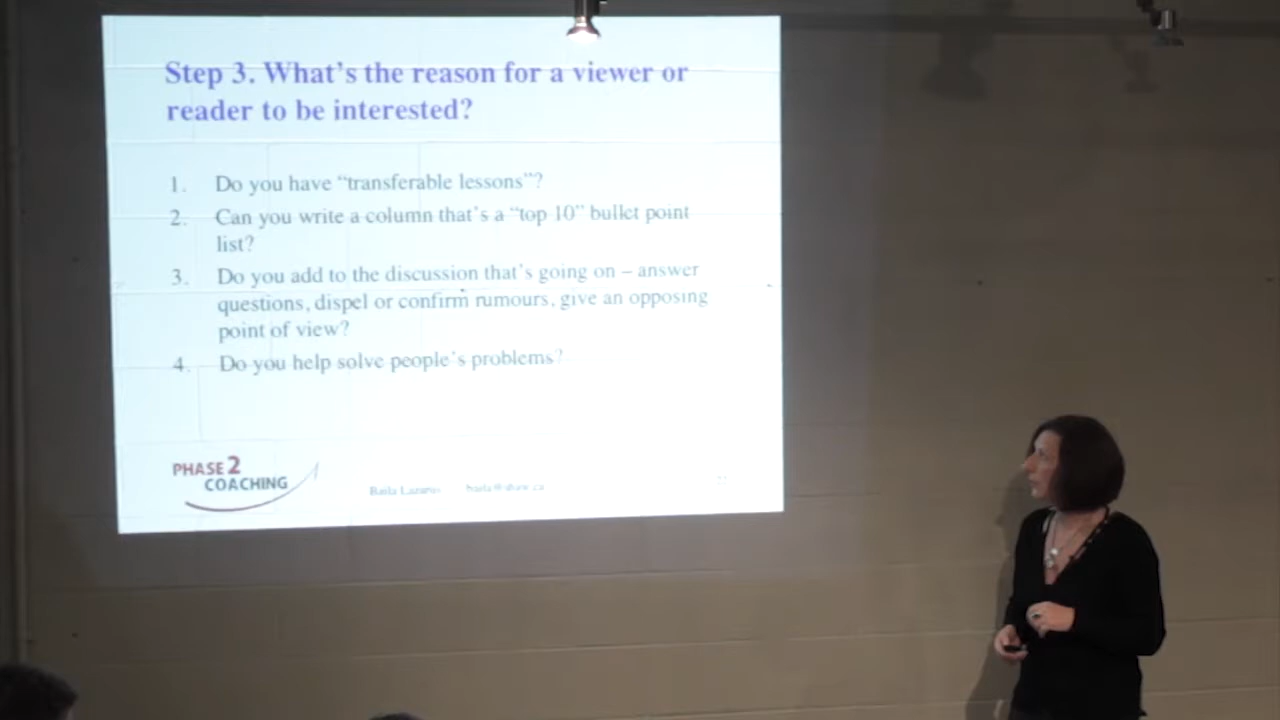 Step 3. What's the reason for a viewer or
reader to be interested?
1. Do you have “transferable lessons”?
2. Can you write a column that's a “top 10” bullet point
list?
3. Do you add to the discussion that's going on – answer
questions, dispel or confirm rumours, give an opposing
point of view?
4. Do you help solve people's problems?
PHASE 2
COACHING
Baila Lazarus